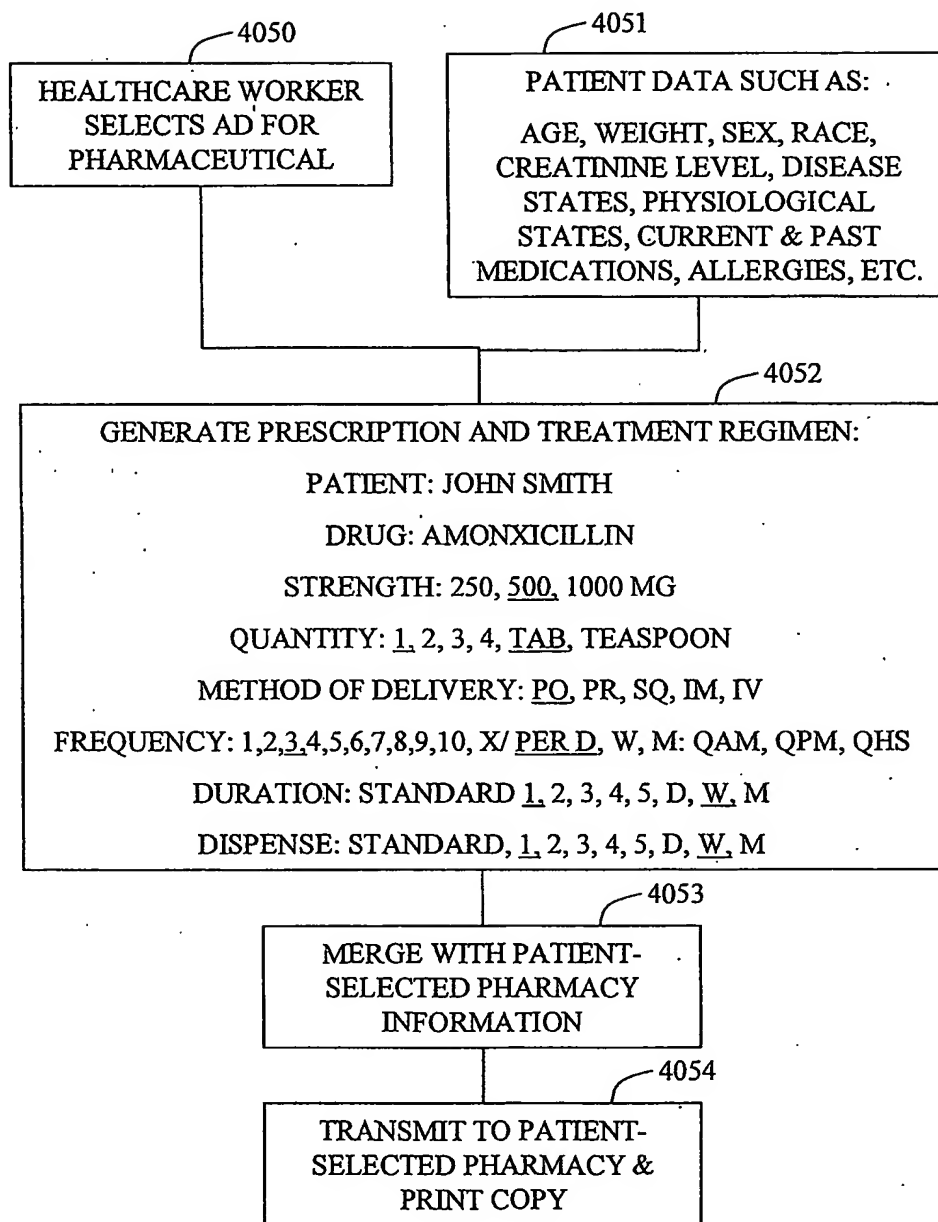 4050
HEALTHCARE WORKER
SELECTS AD FOR
PHARMACEUTICAL
4051
PATIENT DATA SUCH AS:
AGE, WEIGHT, SEX, RACE,
CREATININE LEVEL, DISEASE
STATES, PHYSIOLOGICAL
STATES, CURRENT & PAST
MEDICATIONS, ALLERGIES, ETC.
4052
GENERATE PRESCRIPTION AND TREATMENT REGIMEN:
PATIENT: JOHN SMITH
DRUG: AMONXICILLIN
STRENGTH: 250, 500, 1000 MG
QUANTITY: 1, 2, 3, 4, TAB, TEASPOON
METHOD OF DELIVERY: PO, PR, SQ, IM, IV
FREQUENCY: 1,2,3,4,5,6,7,8,9,10, X/ PER D, W, M: QAM, QPM, QHS
DURATION: STANDARD 1, 2, 3, 4, 5, D, W, M
DISPENSE: STANDARD, 1, 2, 3, 4, 5, D, W, M
4053
MERGE WITH PATIENT-
SELECTED PHARMACY
INFORMATION
4054
TRANSMIT TO PATIENT-
SELECTED PHARMACY &
PRINT COPY